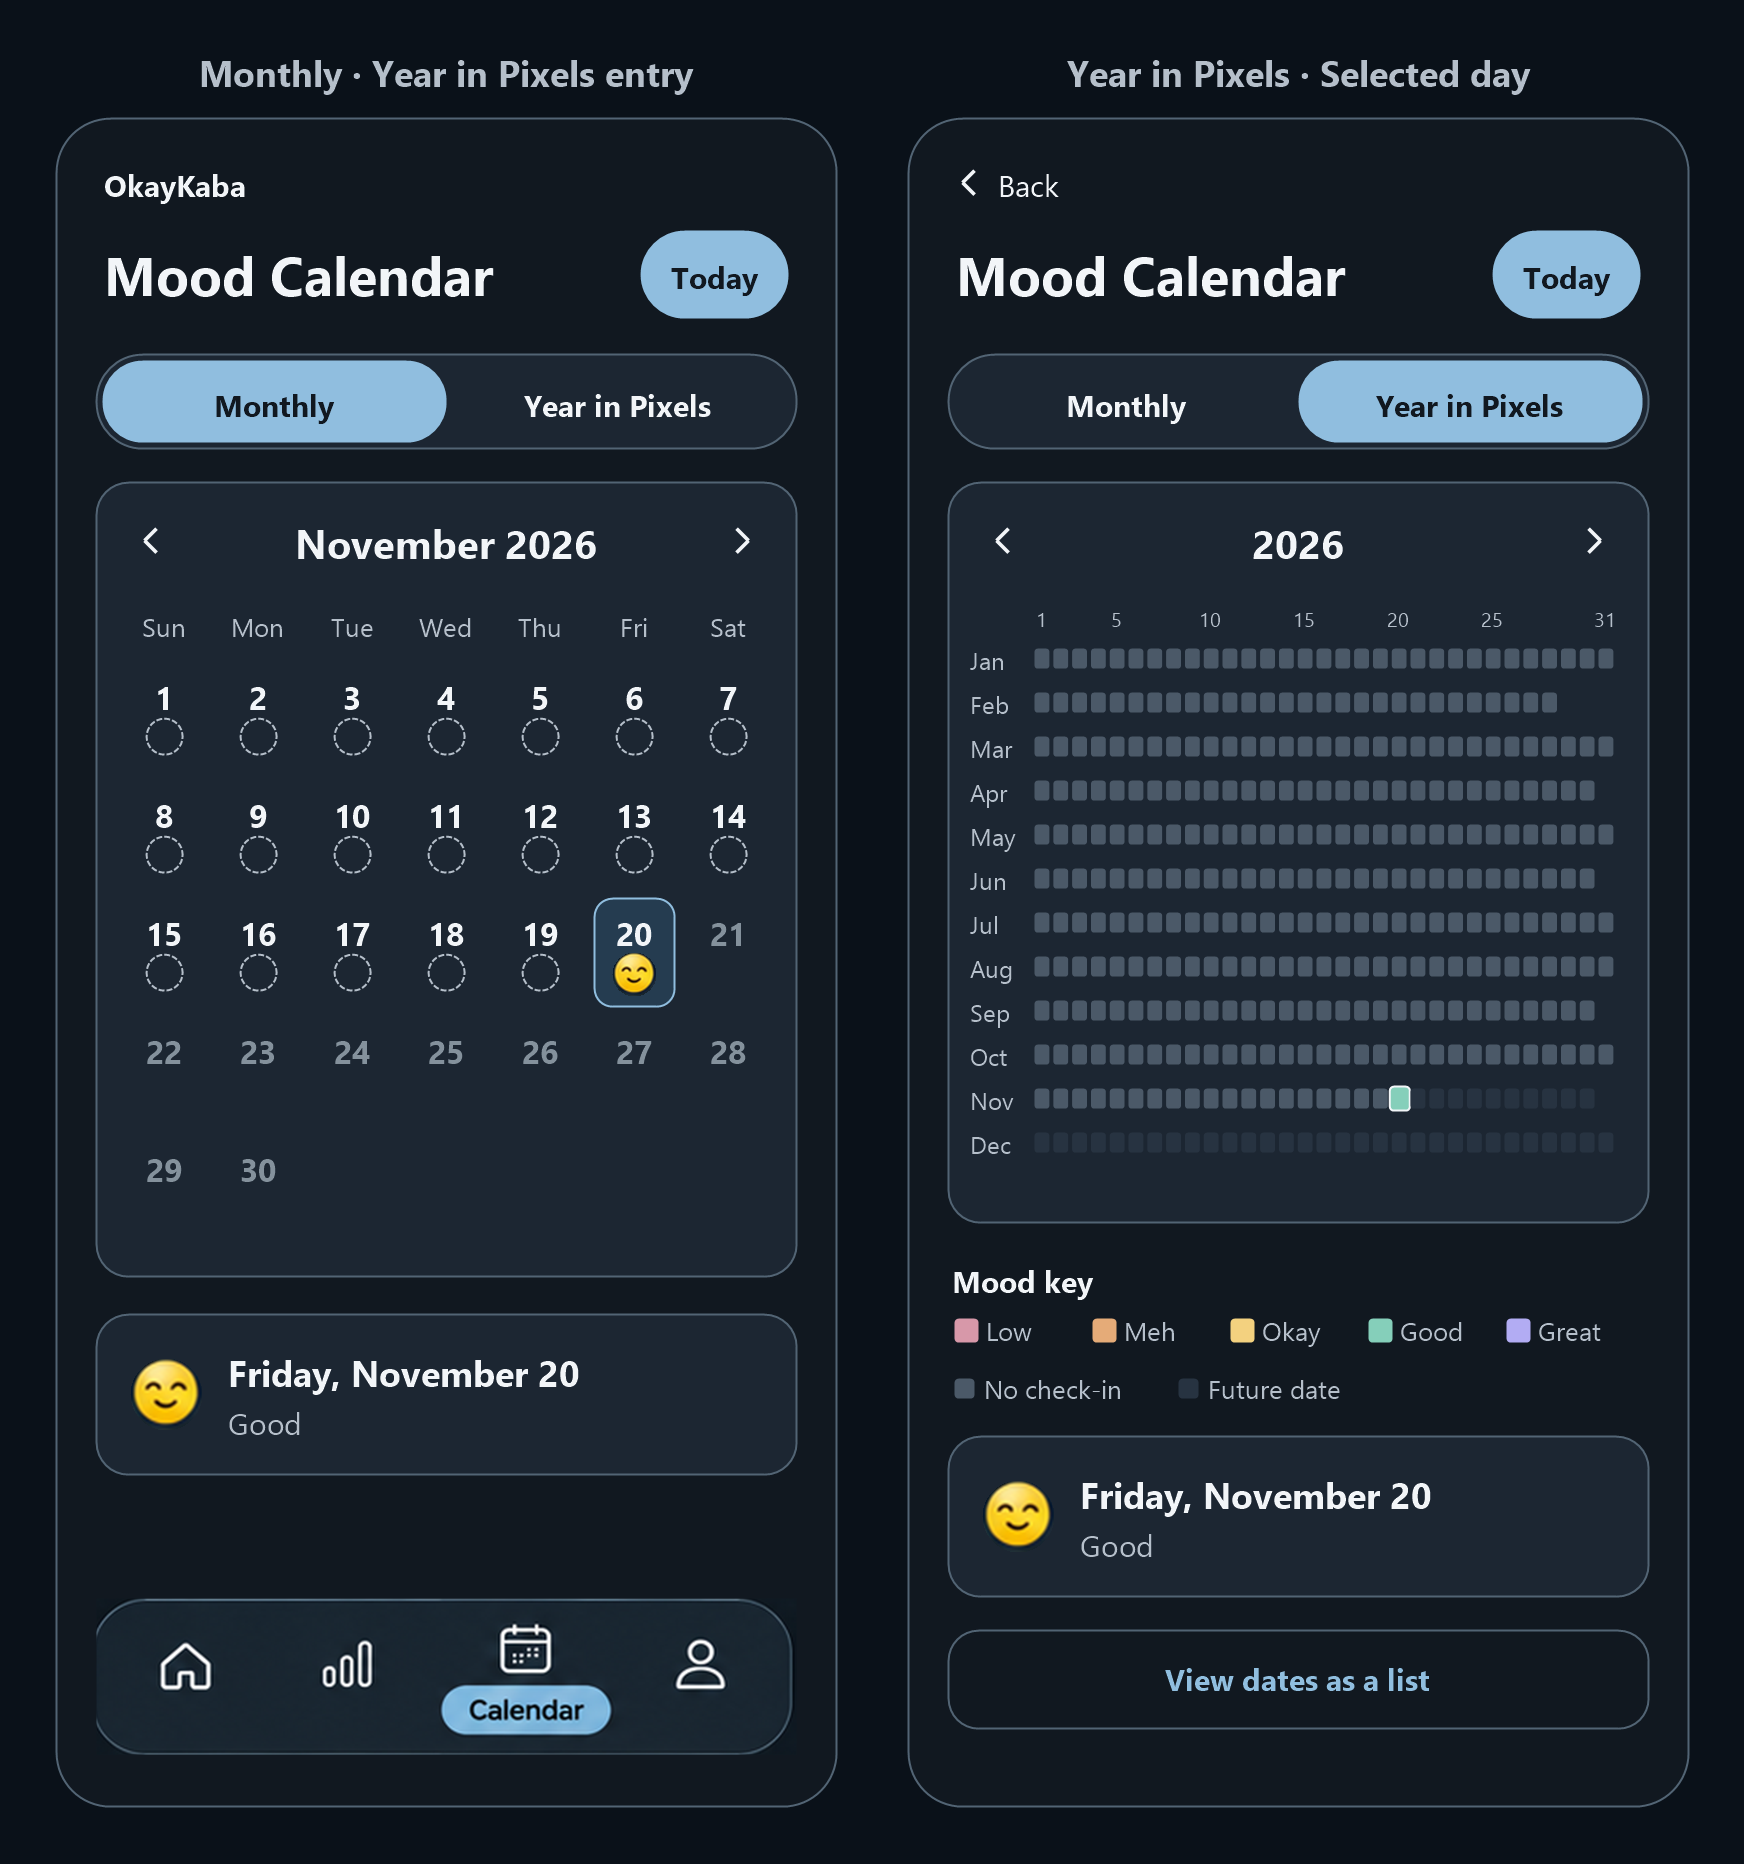 Monthly · Year in Pixels entry
OkayKaba
Mood Calendar
Today
Monthly
Year in Pixels
November 2026
Sun Mon Tue Wed Thu Fri Sat
1 2 3 4 5 6 7
8 9 10 11 12 13 14
15 16 17 18 19 20 21
22 23 24 25 26 27 28
29 30
Friday, November 20
Good
Calendar
Year in Pixels · Selected day
Back
Mood Calendar
Today
Monthly
Year in Pixels
2026
1 5 10 15 20 25 31
Jan
Feb
Mar
Apr
May
Jun
Jul
Aug
Sep
Oct
Nov
Dec
Mood key
Low Meh Okay Good Great
No check-in Future date
Friday, November 20
Good
View dates as a list